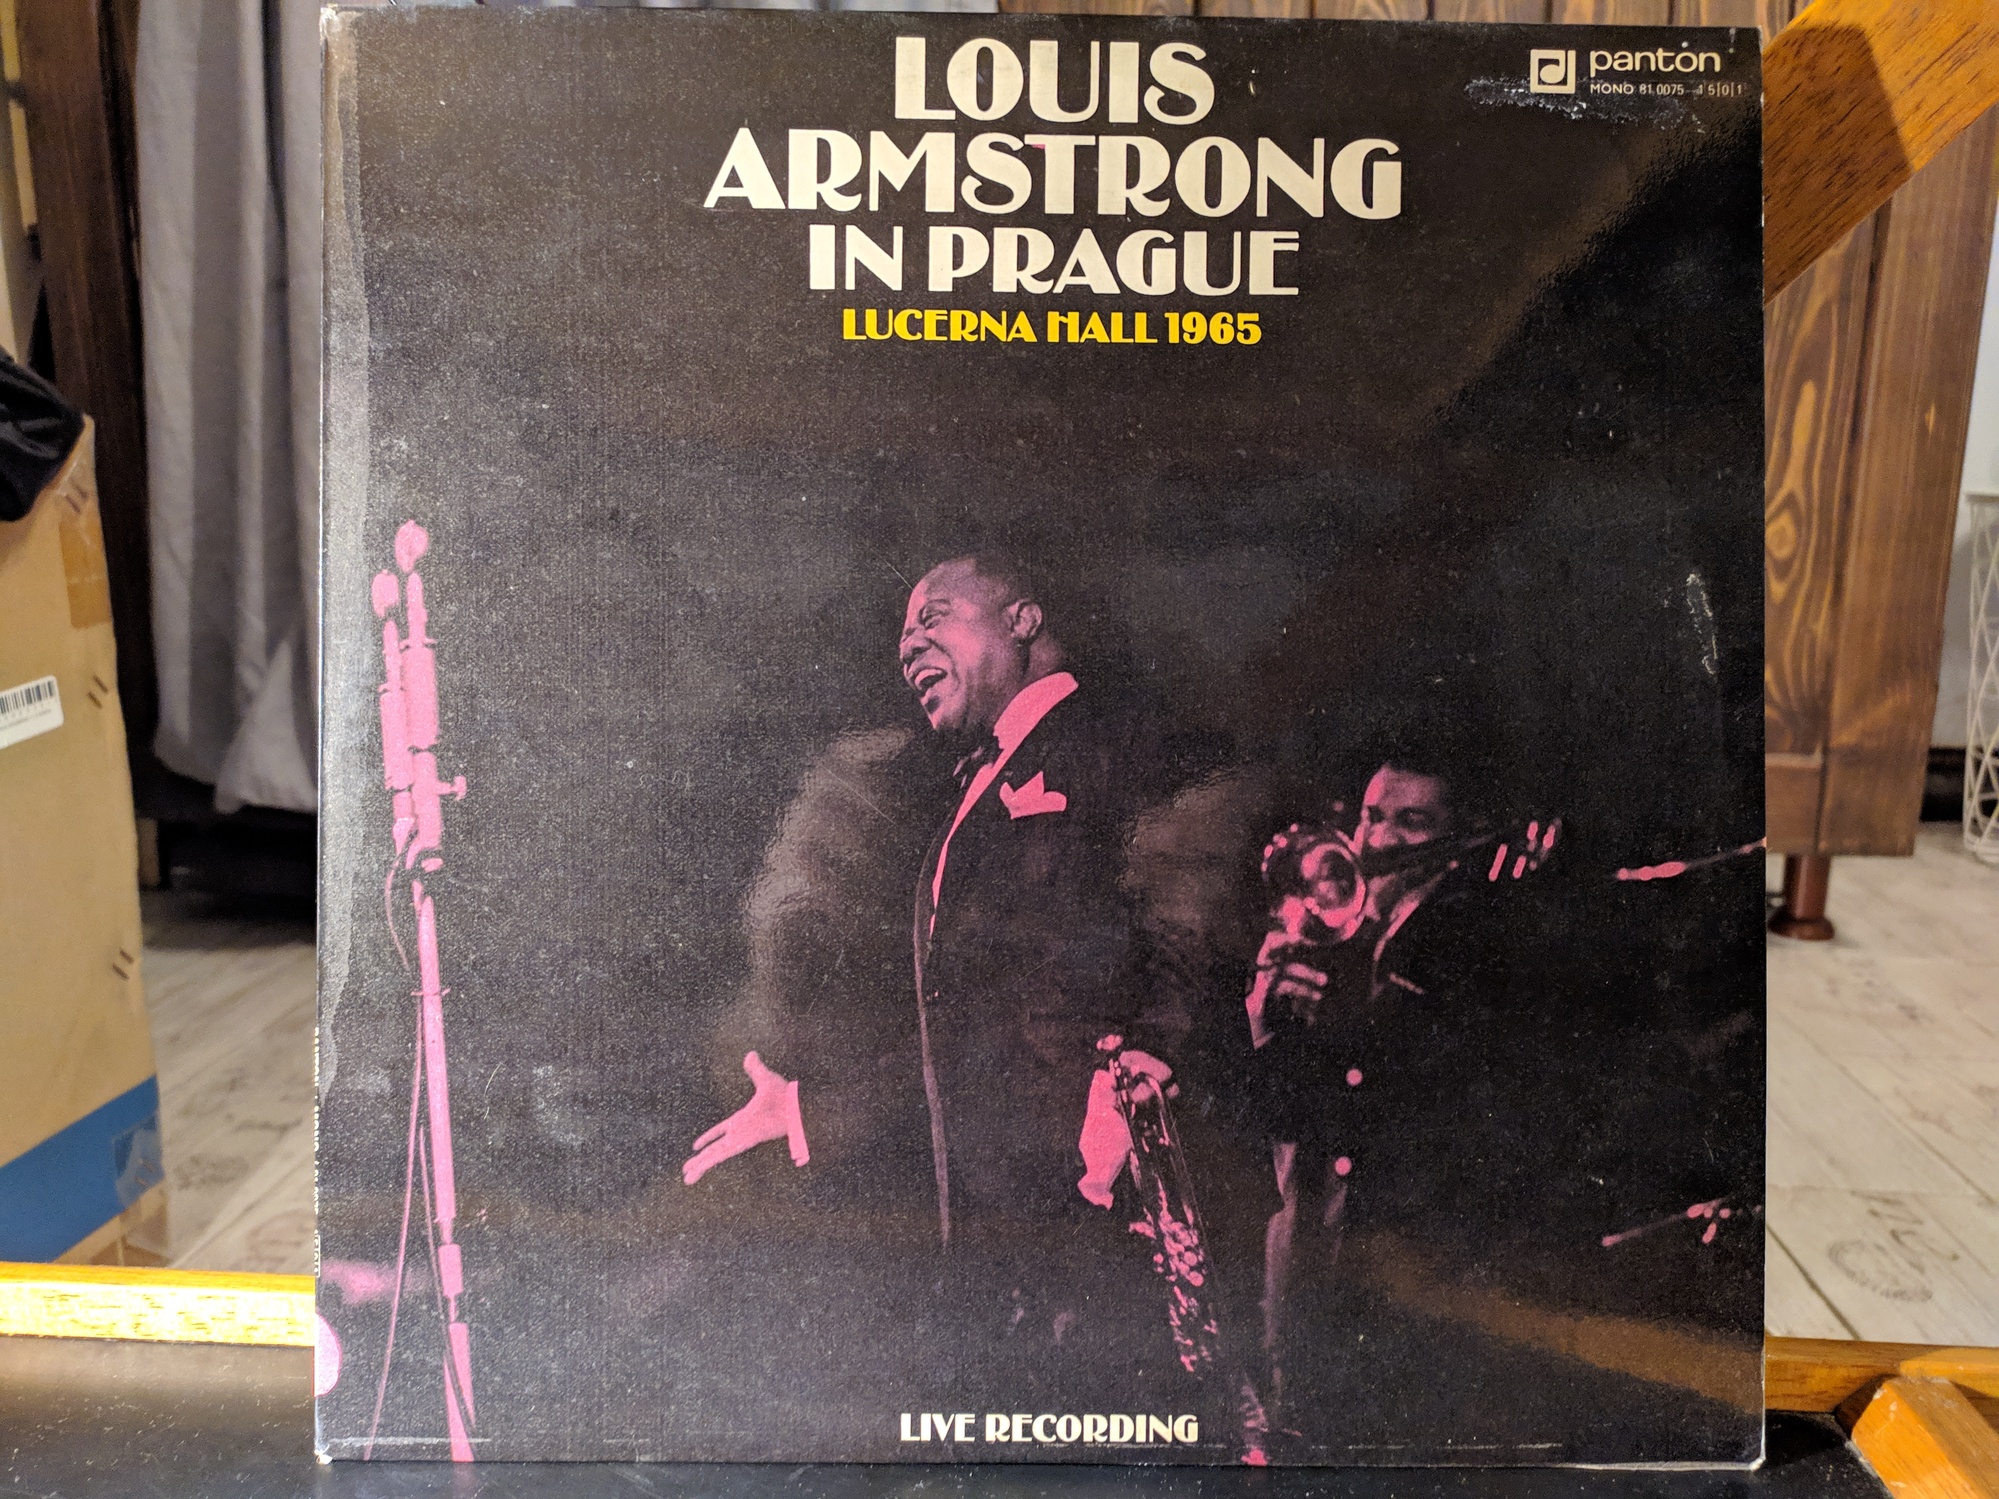 LOUIS
ARMSTRONG
IN PRAGUE
LUCERNA HALL 1965
panton
MONO 81 0075
LIVE RECORDING